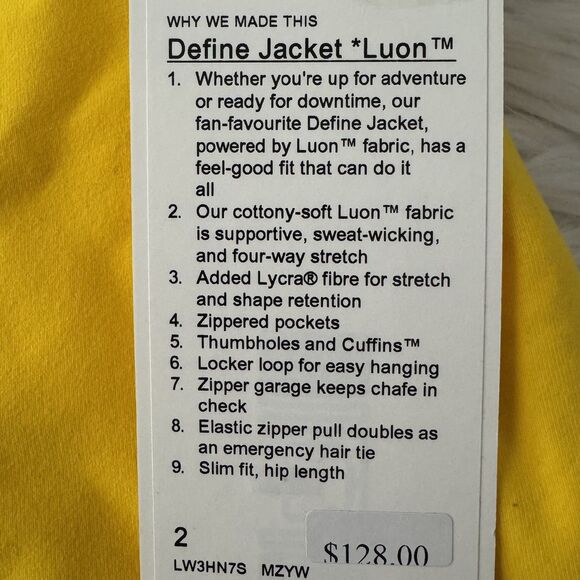 WHY WE MADE THIS
Define Jacket *Luon™
1. Whether you're up for adventure
or ready for downtime, our
fan-favourite Define Jacket,
powered by Luon™ fabric, has a
feel-good fit that can do it
all
2. Our cottony-soft Luon™ fabric
is supportive, sweat-wicking,
and four-way stretch
3. Added Lycra® fibre for stretch
and shape retention
4. Zippered pockets
5. Thumbholes and Cuffins™
6. Locker loop for easy hanging
7. Zipper garage keeps chafe in
check
8. Elastic zipper pull doubles as
an emergency hair tie
9. Slim fit, hip length
2
$128.00
LW3HN7S MZYW